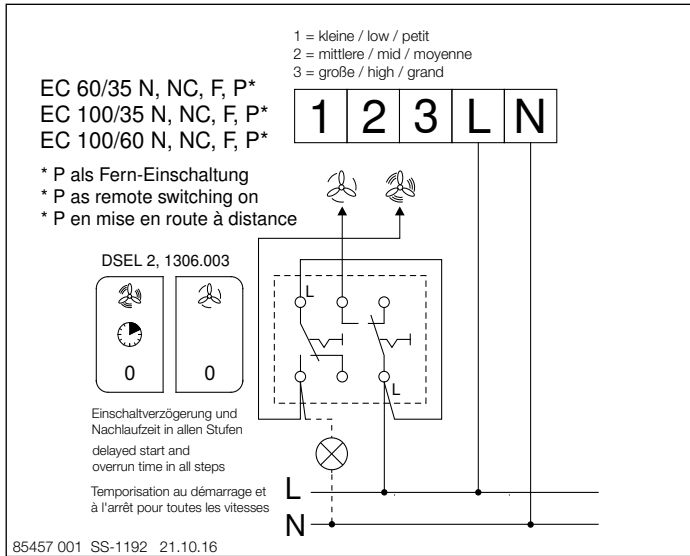 1 = kleine / low / petit
2 = mittlere / mid / moyenne
3 = große / high / grand
EC 60/35 N, NC, F, P*
EC 100/35 N, NC, F, P*
EC 100/60 N, NC, F, P*
1 2 3 L N
* P als Fern-Einschaltung
* P as remote switching on
* P en mise en route à distance
DSEL 2, 1306.003
L
0 0
L
Einschaltverzögerung und
Nachlaufzeit in allen Stufen
delayed start and
overrun time in all steps
Temporisation au démarrage et
à l'arrêt pour toutes les vitesses
L
N
85457 001 SS-1192 21.10.16